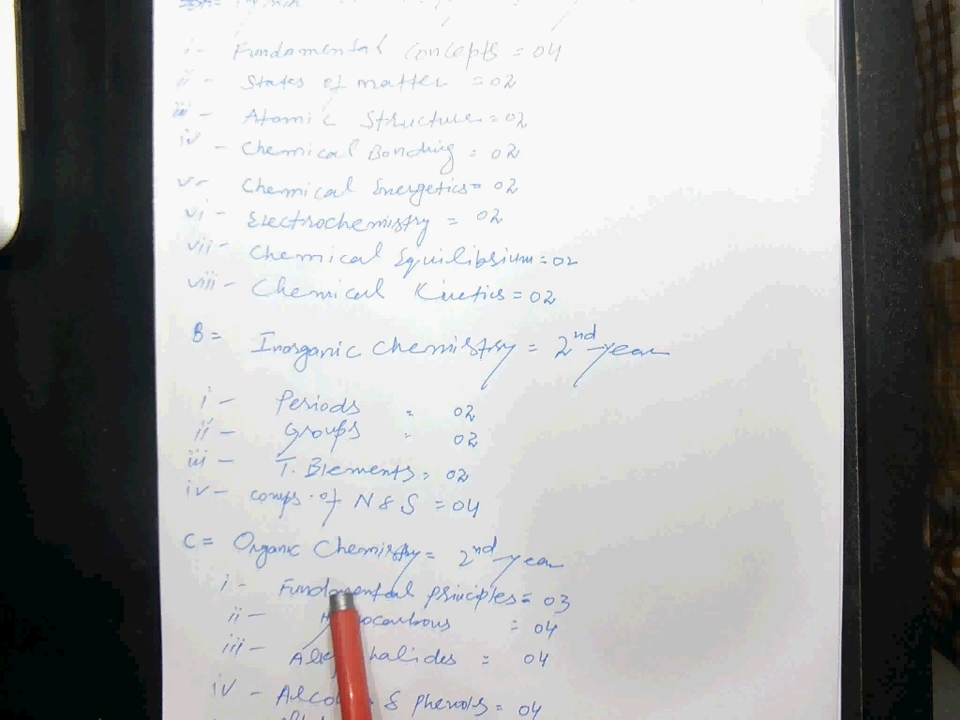 i - Fundamental Concepts = 04
ii - States of matter = 02
iii - Atomic Structure = 02
iv - Chemical Bonding = 02
v - Chemical Energetics = 02
vi - Electrochemistry = 02
vii - Chemical Equilibrium = 02
viii - Chemical Kinetics = 02
B = Inorganic Chemistry = 2nd year
i - Periods = 02
ii - Groups = 02
iii - T. Elements = 02
iv - comps. of N & S = 04
C = Organic Chemistry = 2nd year
i - Fundamental principles = 03
ii - = 04
iii - halides = 04
iv - & phenols = 04